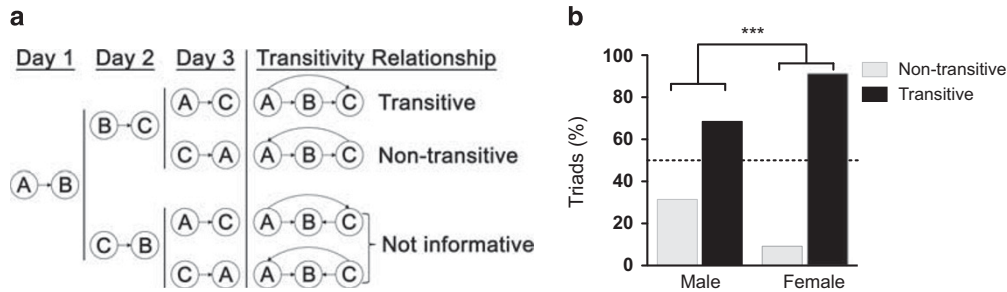 a
Day 1 Day 2 Day 3 Transitivity Relationship
A C A B C Transitive
B C
C A A B C Non-transitive
A B
A C A B C
C B Not informative
C A A B C
b
***
Non-transitive
Transitive
Triads (%)
100
80
60
40
20
0
Male Female